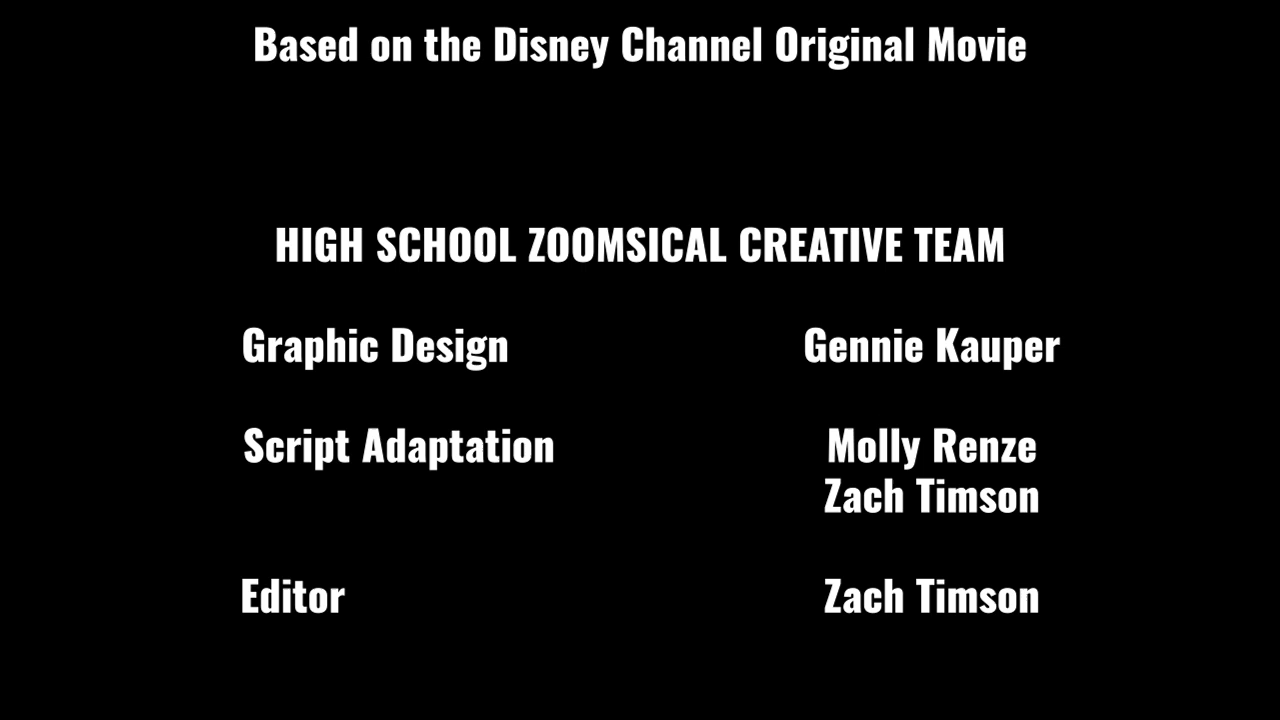 Based on the Disney Channel Original Movie
HIGH SCHOOL ZOOMSICAL CREATIVE TEAM
Graphic Design Gennie Kauper
Script Adaptation Molly Renze
Zach Timson
Editor Zach Timson